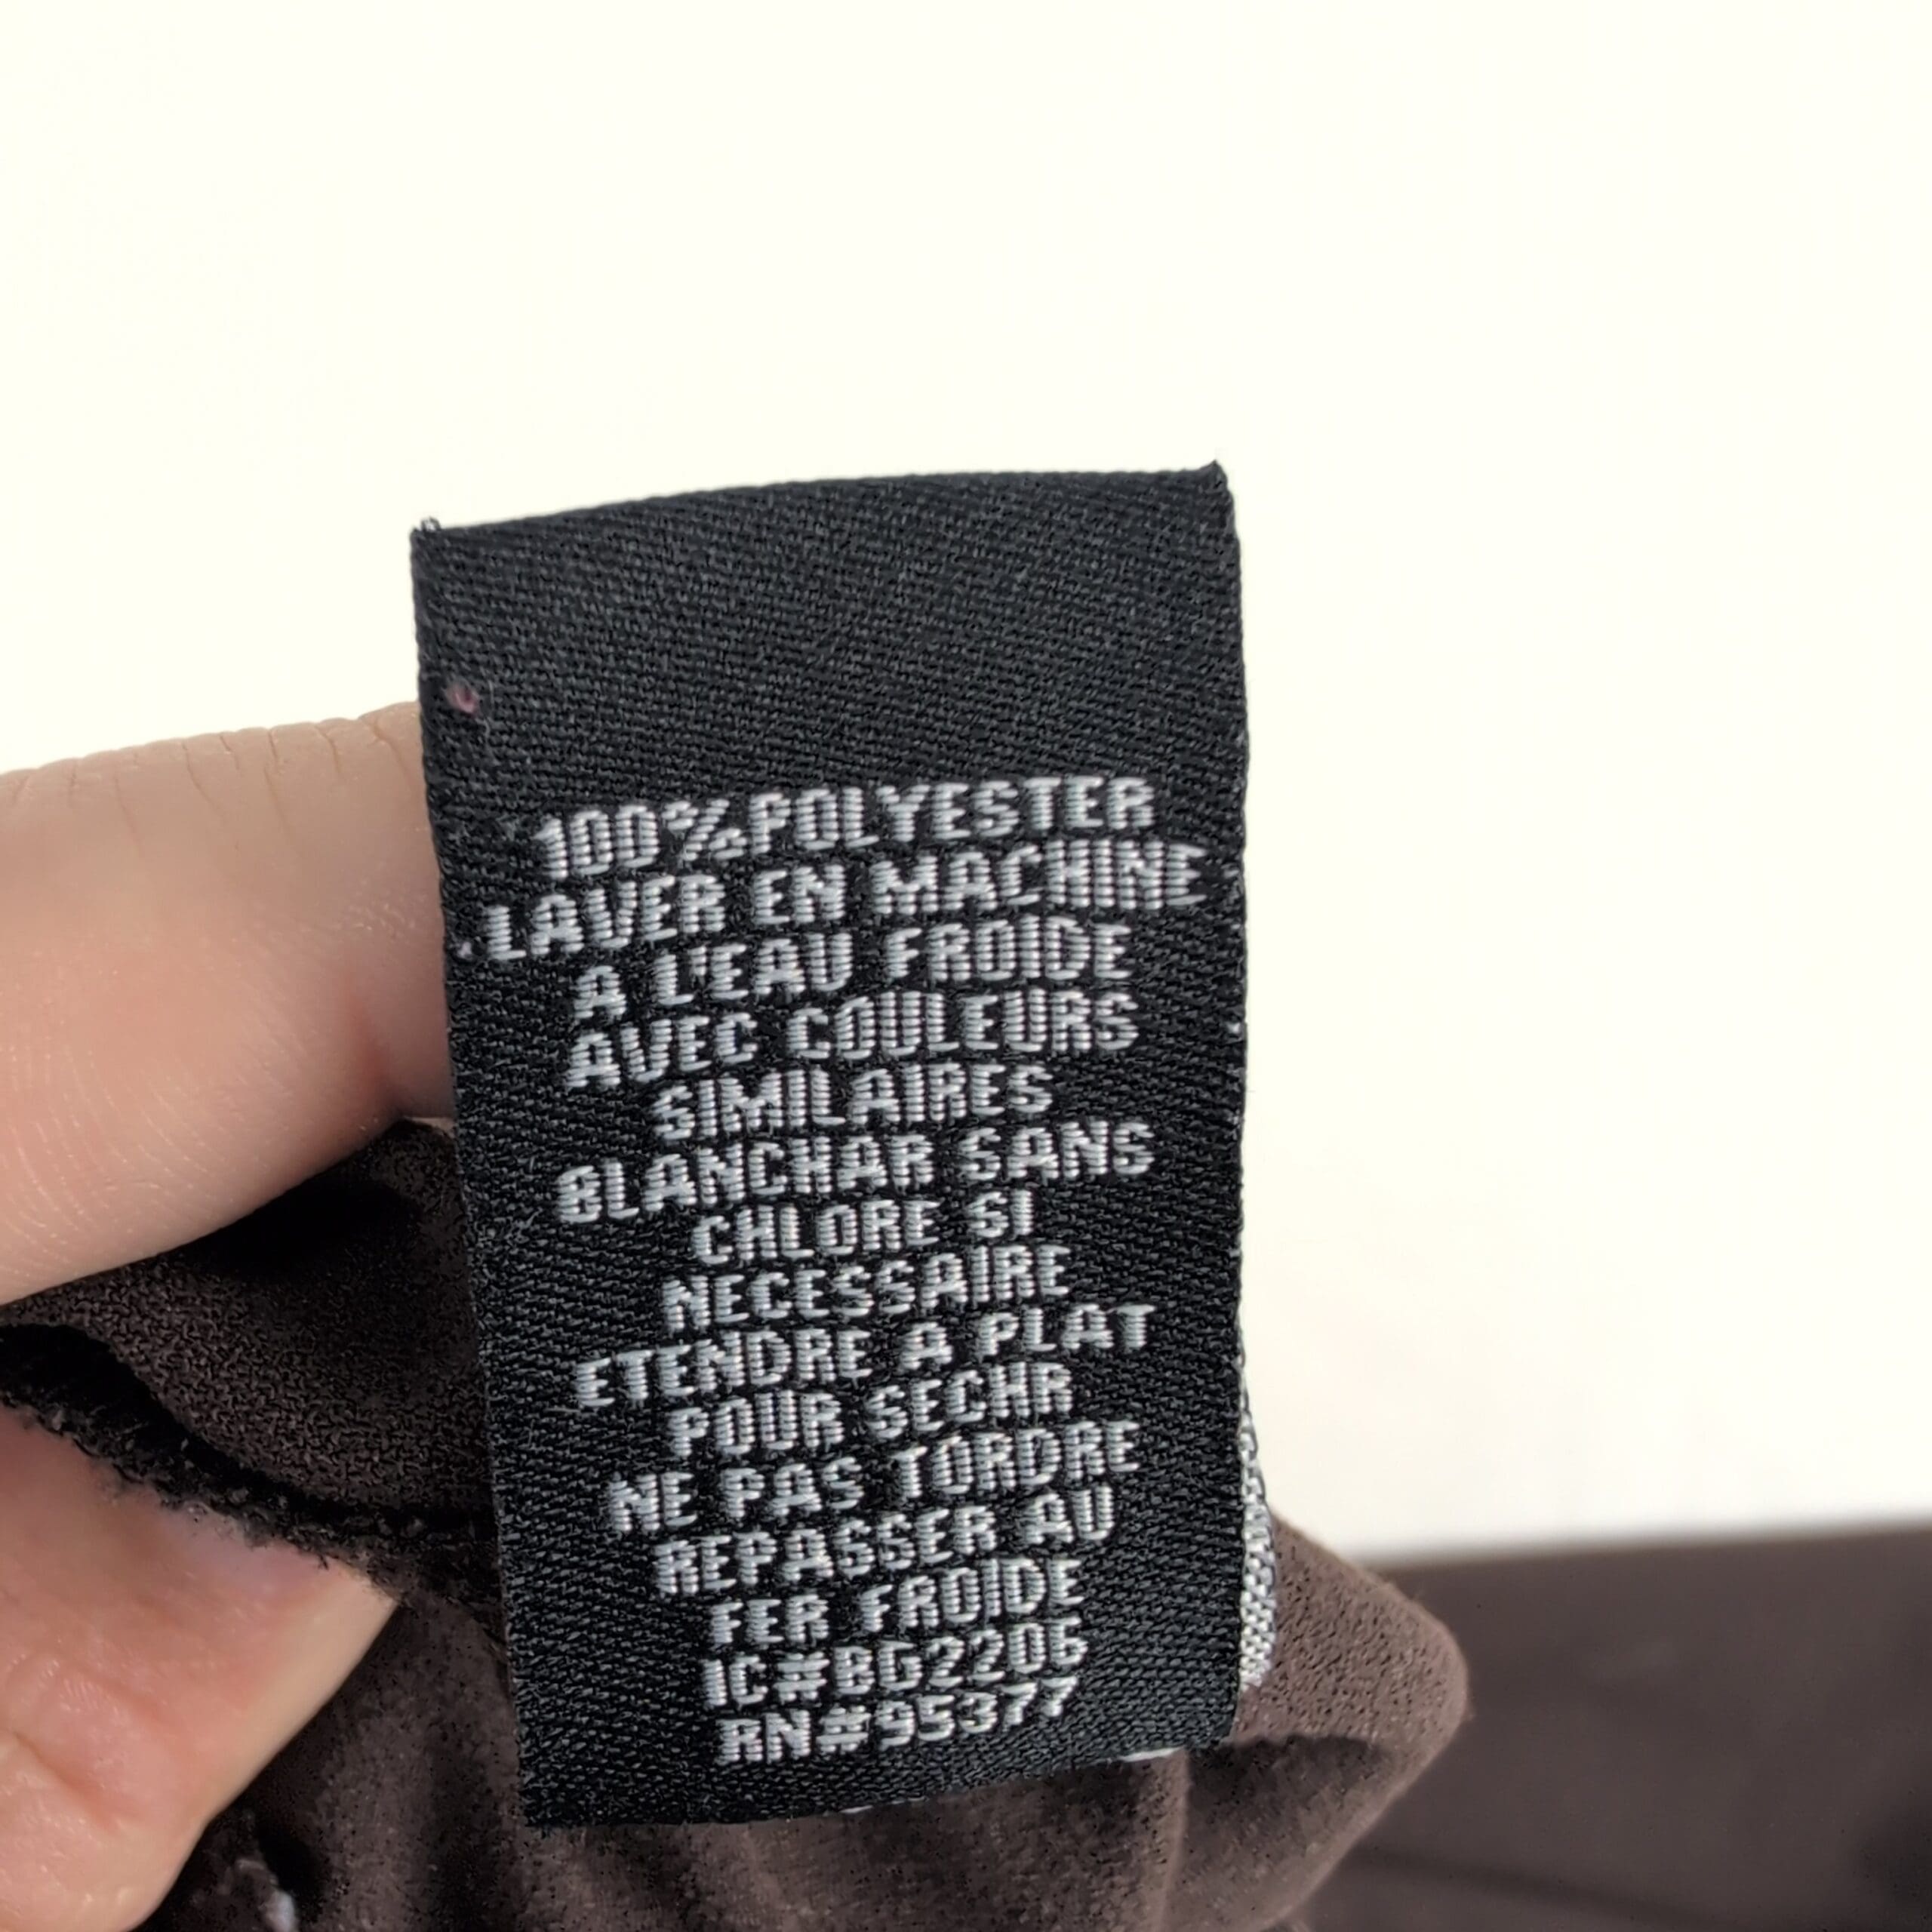 100%POLYESTER
LAVER EN MACHINE
A L'EAU FROIDE
AVEC COULEURS
SIMILAIRES
BLANCHAR SANS
CHLORE SI
NECESSAIRE
ETENDRE A PLAT
POUR SECHR
NE PAS TORDRE
REPASSER AU
FER FROIDE
IC#BG2206
RN#95377